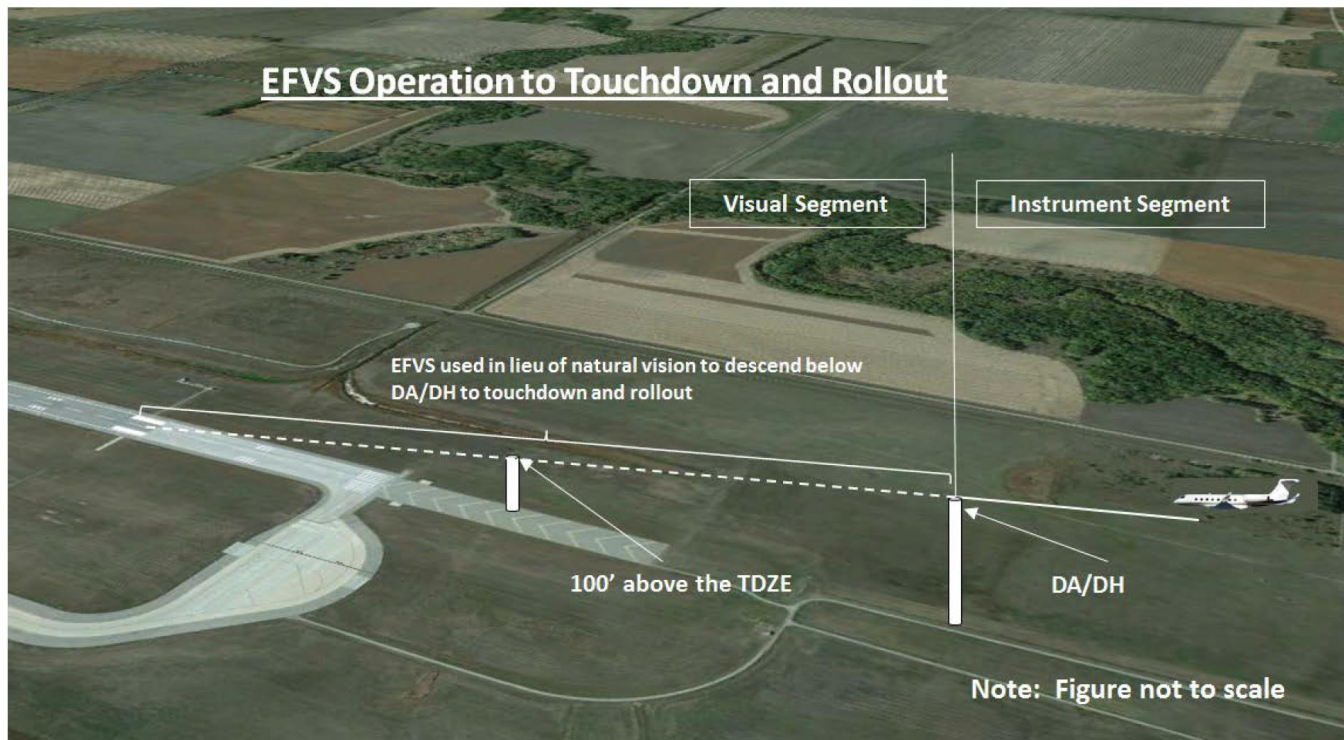 EFVS Operation to Touchdown and Rollout
Visual Segment
Instrument Segment
EFVS used in lieu of natural vision to descend below
DA/DH to touchdown and rollout
100’ above the TDZE
DA/DH
Note:  Figure not to scale